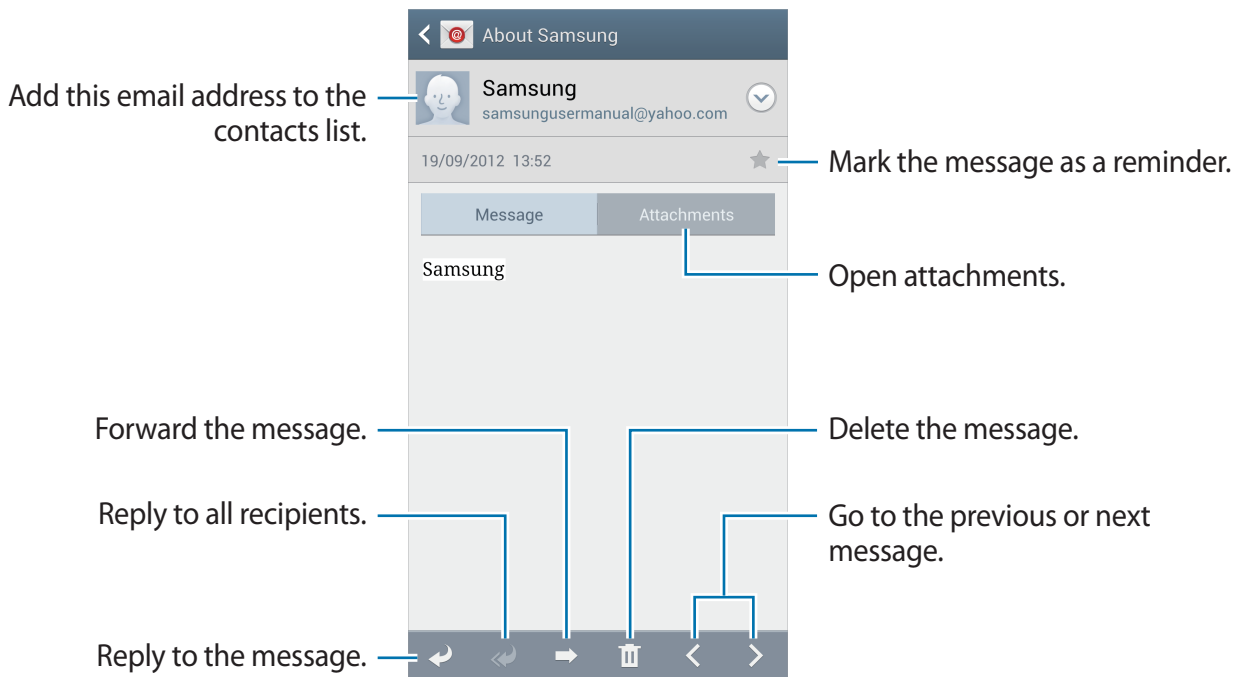 About Samsung
Add this email address to the
contacts list.
Samsung
samsungusermanual@yahoo.com
19/09/2012 13:52
Mark the message as a reminder.
Message
Attachments
Samsung
Open attachments.
Forward the message.
Delete the message.
Reply to all recipients.
Go to the previous or next
message.
Reply to the message.